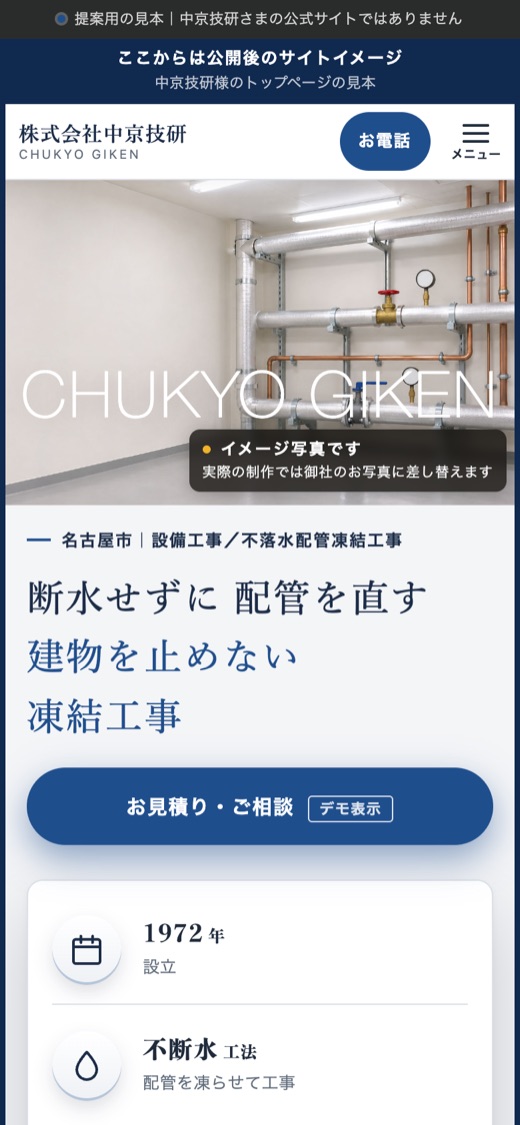 提案用の見本｜中京技研さまの公式サイトではありません
ここからは公開後のサイトイメージ
中京技研様のトップページの見本
株式会社中京技研
CHUKYO GIKEN
お電話
メニュー
CHUKYO GIKEN
イメージ写真です
実際の制作では御社のお写真に差し替えます
名古屋市｜設備工事／不落水配管凍結工事
断水せずに 配管を直す
建物を止めない
凍結工事
お見積り・ご相談 デモ表示
1972 年
設立
不断水 工法
配管を凍らせて工事